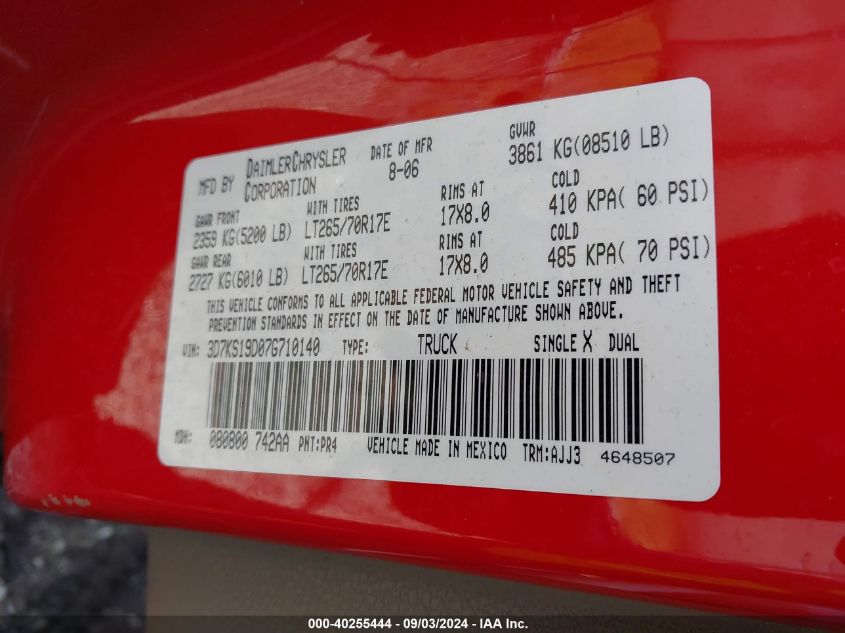 MFD BY DAIMLERCHRYSLER CORPORATION DATE OF MFR 8-06 GVWR 3861 KG(08510 LB)
GAWR FRONT WITH TIRES RIMS AT COLD
2359 KG(5200 LB) LT265/70R17E 17X8.0 410 KPA( 60 PSI)
GAWR REAR WITH TIRES RIMS AT COLD
2727 KG(6010 LB) LT265/70R17E 17X8.0 485 KPA( 70 PSI)
THIS VEHICLE CONFORMS TO ALL APPLICABLE FEDERAL MOTOR VEHICLE SAFETY AND THEFT
PREVENTION STANDARDS IN EFFECT ON THE DATE OF MANUFACTURE SHOWN ABOVE.
VIN: 3D7KS19D07G710140 TYPE: TRUCK SINGLE X DUAL
MDH: 080800 742AA PNT:PR4 VEHICLE MADE IN MEXICO TRM:AJJ3 4648507
000-40255444 - 09/03/2024 - IAA Inc.